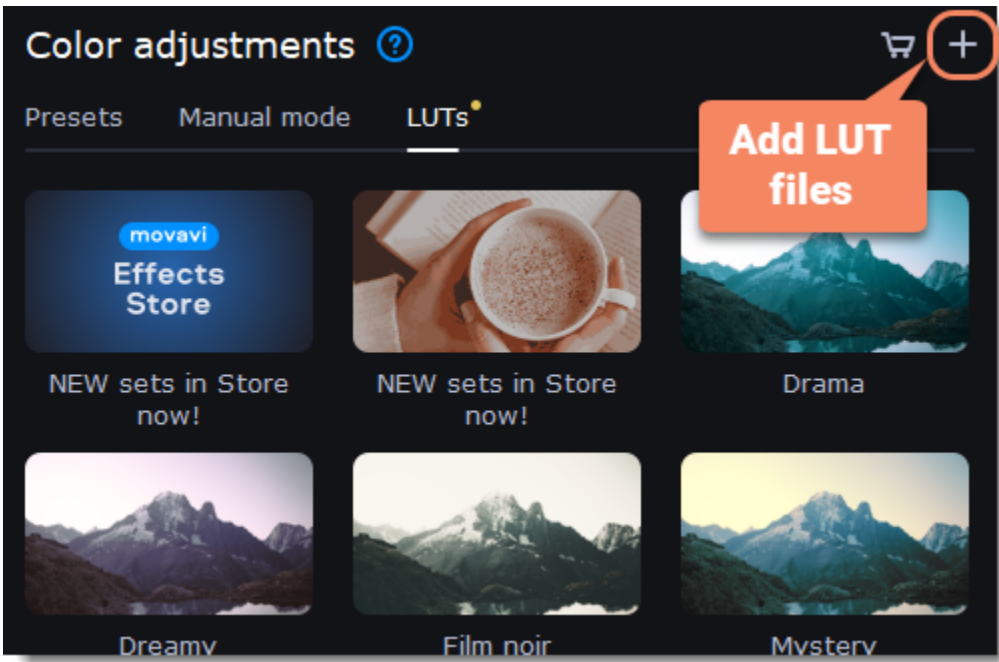 Color adjustments ?
Presets Manual mode LUTs
Add LUT
files
movavi
Effects
Store
NEW sets in Store
now!
NEW sets in Store
now!
Drama
Dreamy
Film noir
Mystery